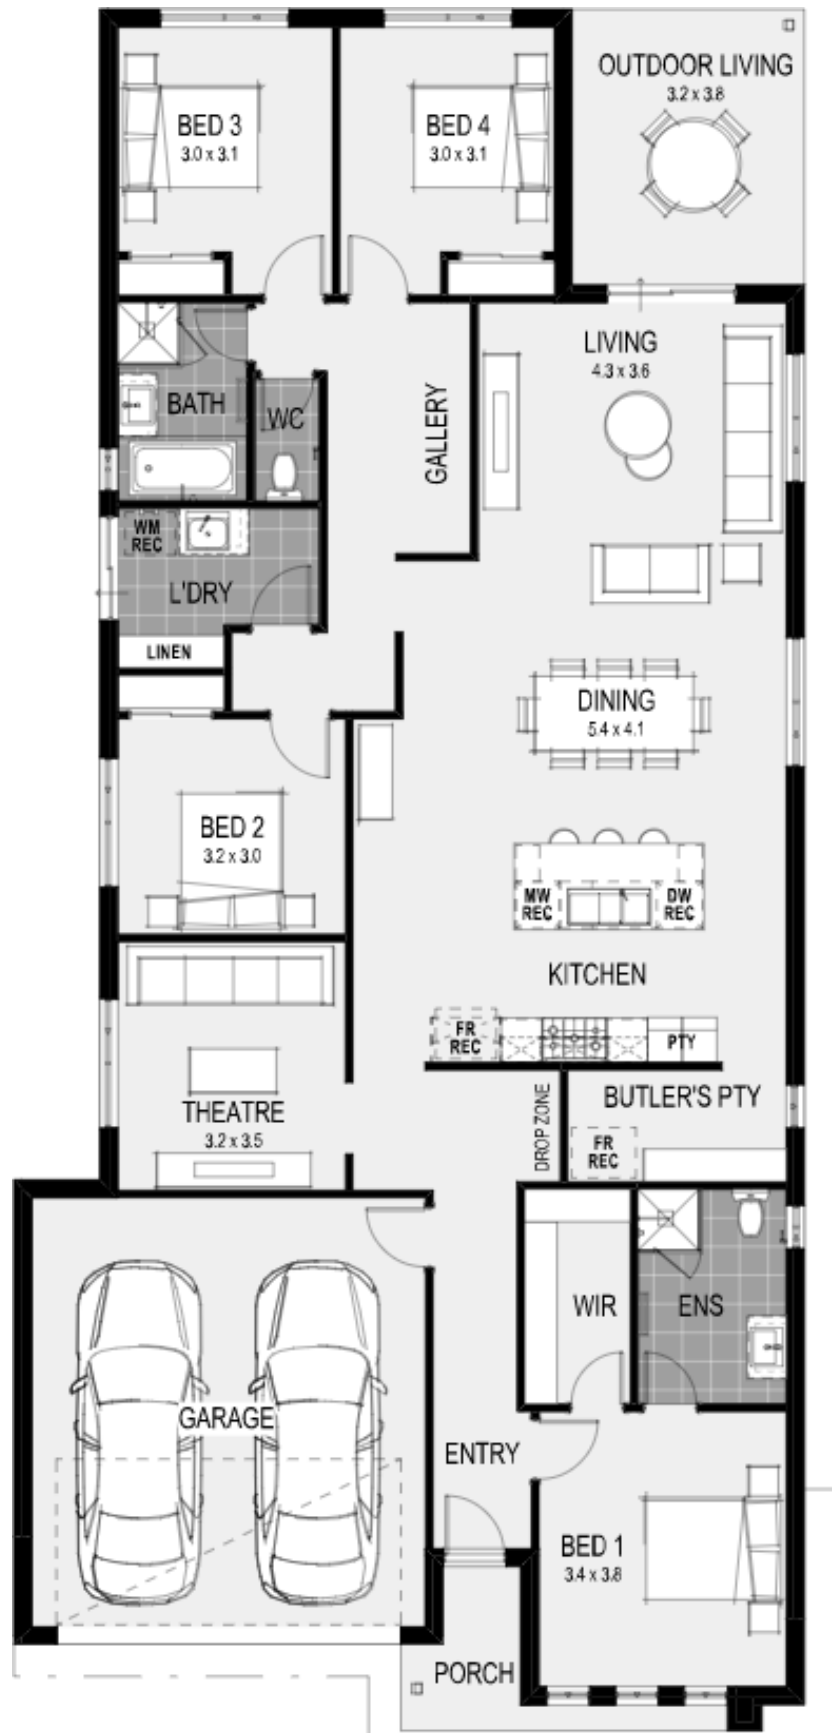 OUTDOOR LIVING
3.2 x 3.8
BED 3
3.0 x 3.1
BED 4
3.0 x 3.1
LIVING
4.3 x 3.6
BATH
WC
GALLERY
WM
REC
L'DRY
LINEN
DINING
5.4 x 4.1
BED 2
3.2 x 3.0
MW
REC
DW
REC
KITCHEN
FR
REC
PTY
THEATRE
3.2 x 3.5
DROP ZONE
BUTLER'S PTY
FR
REC
WIR
ENS
GARAGE
ENTRY
BED 1
3.4 x 3.8
PORCH